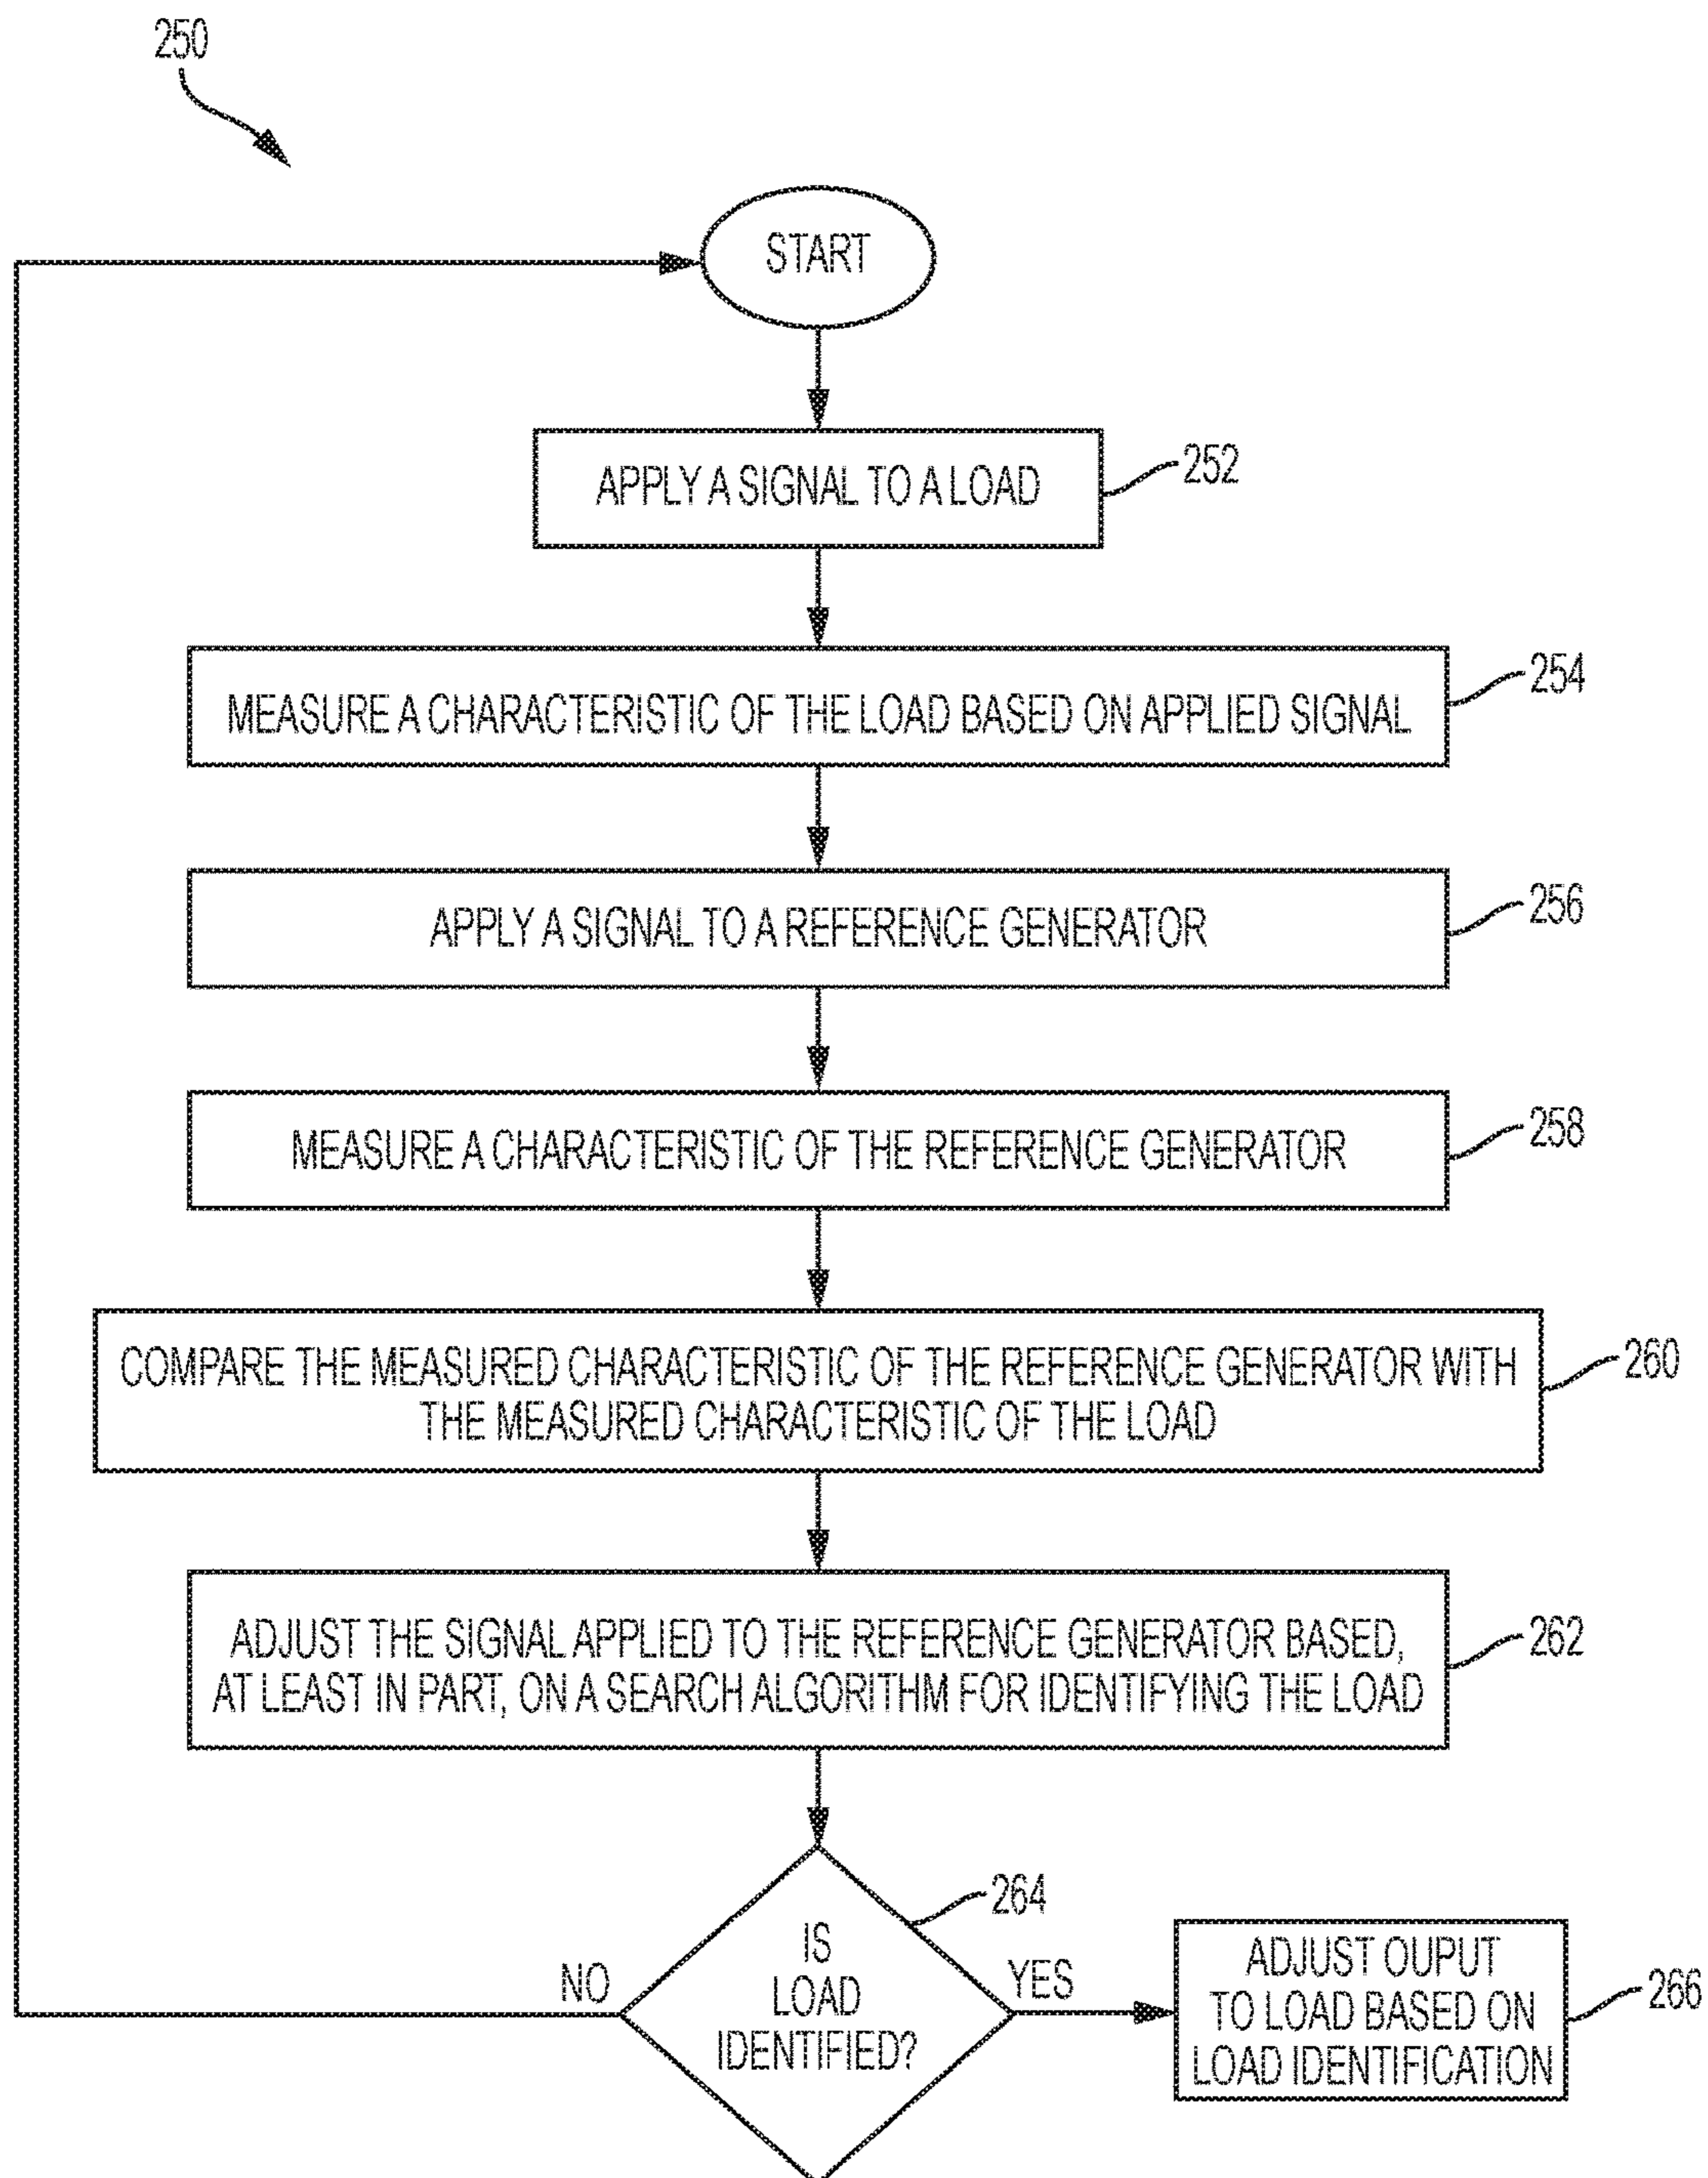 250
START
APPLY A SIGNAL TO A LOAD
252
MEASURE A CHARACTERISTIC OF THE LOAD BASED ON APPLIED SIGNAL
254
APPLY A SIGNAL TO A REFERENCE GENERATOR
256
MEASURE A CHARACTERISTIC OF THE REFERENCE GENERATOR
258
COMPARE THE MEASURED CHARACTERISTIC OF THE REFERENCE GENERATOR WITH
THE MEASURED CHARACTERISTIC OF THE LOAD
260
ADJUST THE SIGNAL APPLIED TO THE REFERENCE GENERATOR BASED,
AT LEAST IN PART, ON A SEARCH ALGORITHM FOR IDENTIFYING THE LOAD
262
IS
LOAD
IDENTIFIED?
264
NO
YES
ADJUST OUPUT
TO LOAD BASED ON
LOAD IDENTIFICATION
266